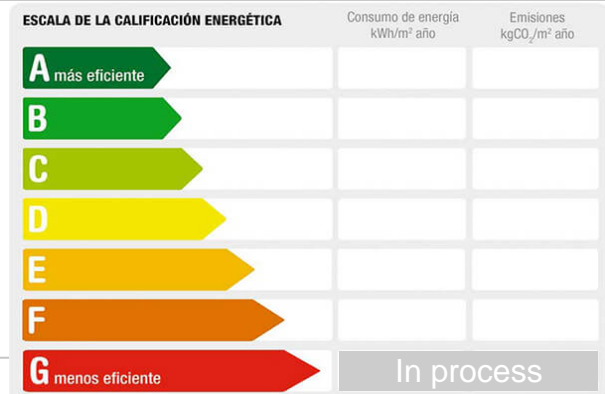 ESCALA DE LA CALIFICACIÓN ENERGÉTICA
Consumo de energía
kWh/m² año
Emisiones
kgCO₂/m² año
A más eficiente
B
C
D
E
F
G menos eficiente
In process